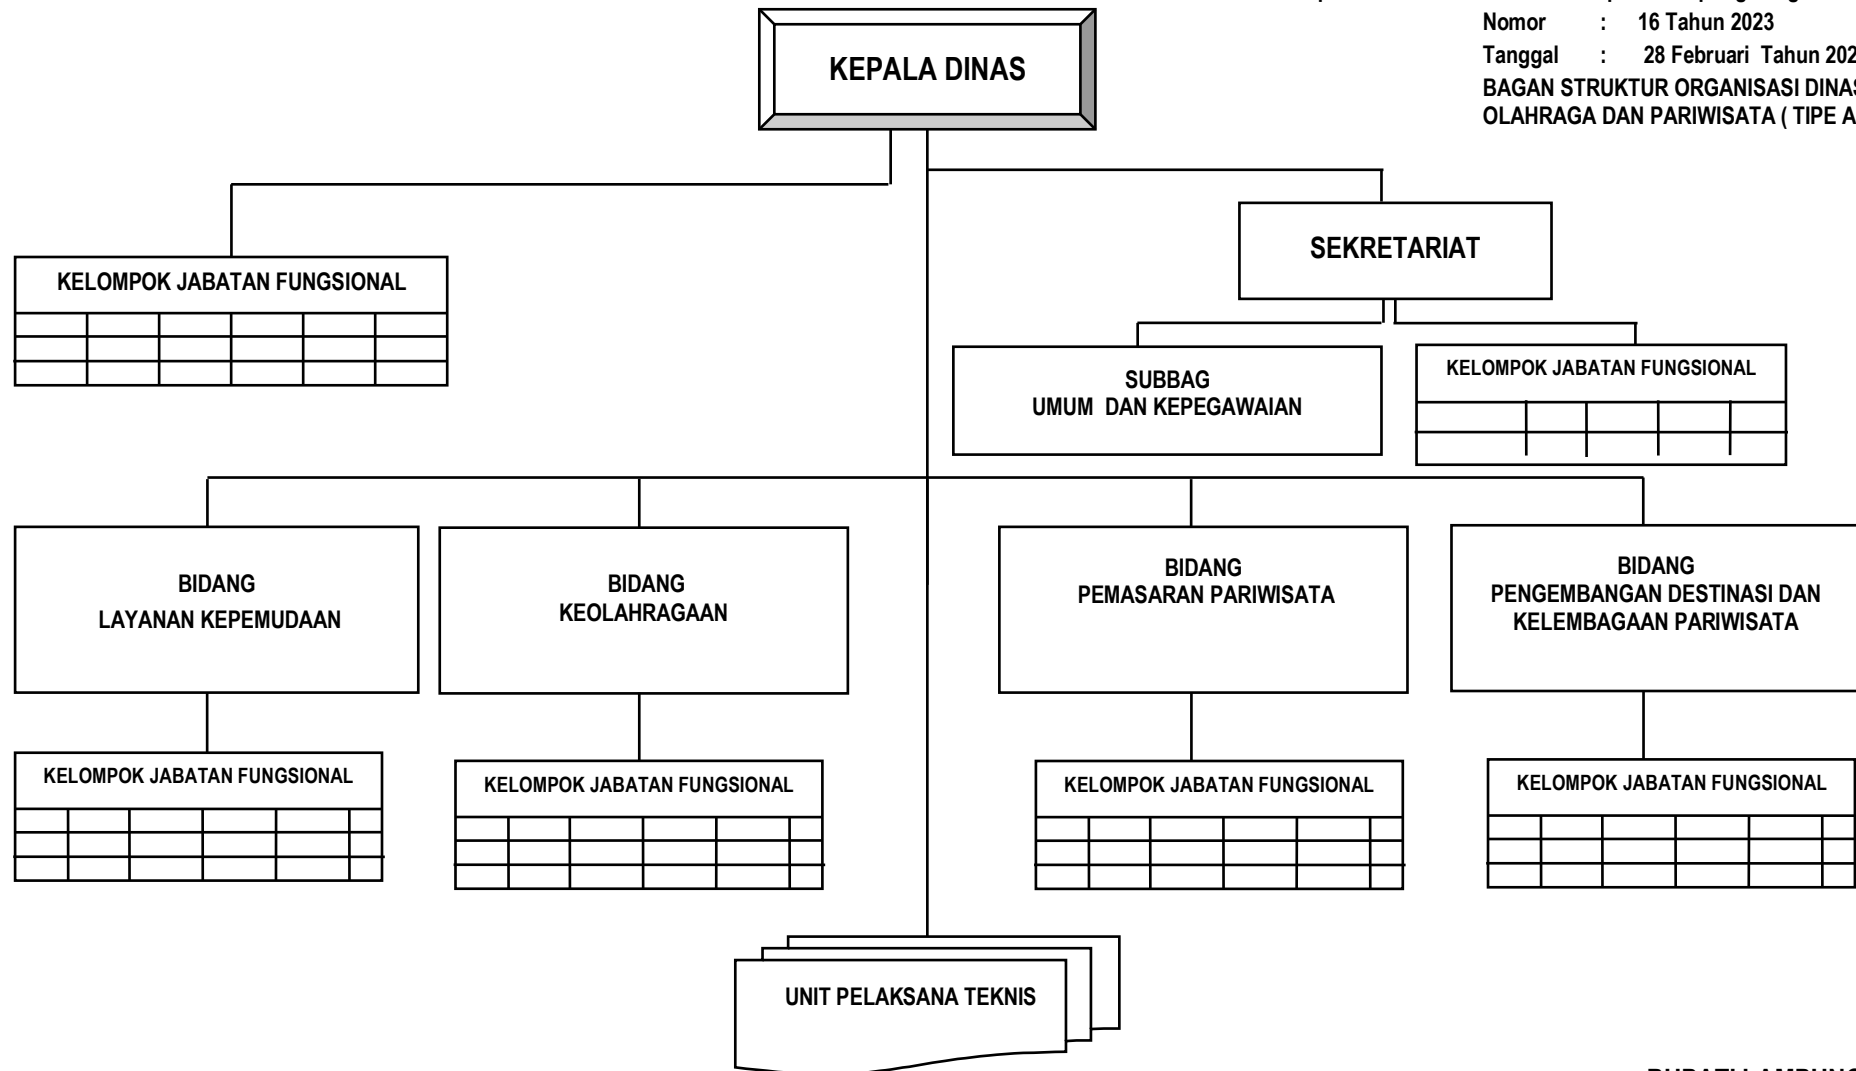 Nomor : 16 Tahun 2023
Tanggal : 28 Februari Tahun 202
BAGAN STRUKTUR ORGANISASI DINAS
OLAHRAGA DAN PARIWISATA ( TIPE A
KEPALA DINAS
SEKRETARIAT
KELOMPOK JABATAN FUNGSIONAL
SUBBAG
UMUM DAN KEPEGAWAIAN
KELOMPOK JABATAN FUNGSIONAL
BIDANG
LAYANAN KEPEMUDAAN
BIDANG
KEOLAHRAGAAN
BIDANG
PEMASARAN PARIWISATA
BIDANG
PENGEMBANGAN DESTINASI DAN
KELEMBAGAAN PARIWISATA
KELOMPOK JABATAN FUNGSIONAL
KELOMPOK JABATAN FUNGSIONAL
KELOMPOK JABATAN FUNGSIONAL
KELOMPOK JABATAN FUNGSIONAL
UNIT PELAKSANA TEKNIS